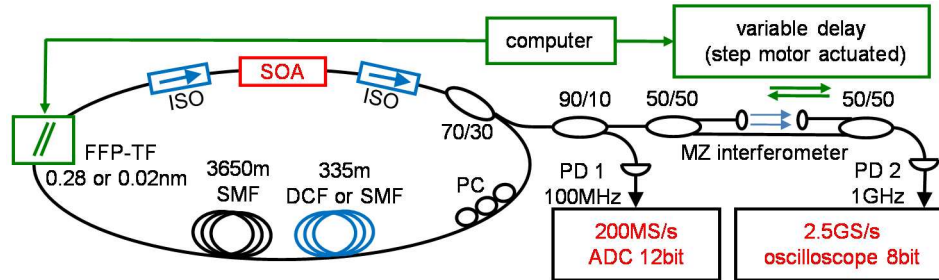 computer
variable delay
(step motor actuated)
ISO
SOA
ISO
70/30
90/10
50/50
50/50
MZ interferometer
FFP-TF
0.28 or 0.02nm
3650m
SMF
335m
DCF or SMF
PC
PD 1
100MHz
PD 2
1GHz
200MS/s
ADC 12bit
2.5GS/s
oscilloscope 8bit